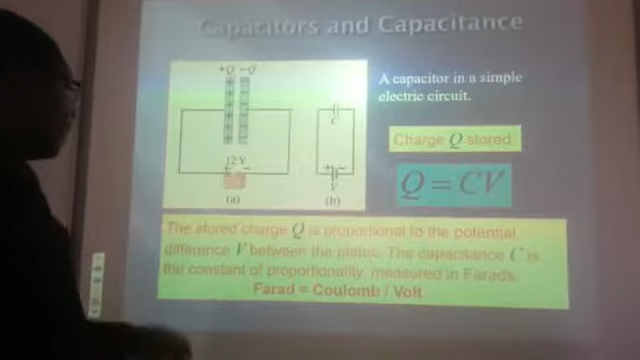 Capacitors and Capacitance
+Q −Q
A capacitor in a simple
electric circuit.
C
Charge Q stored
12 V
+ −
+ −
V
Q = CV
(a)
(b)
The stored charge Q is proportional to the potential
difference V between the plates. The capacitance C is
the constant of proportionality, measured in Farads.
Farad = Coulomb / Volt.